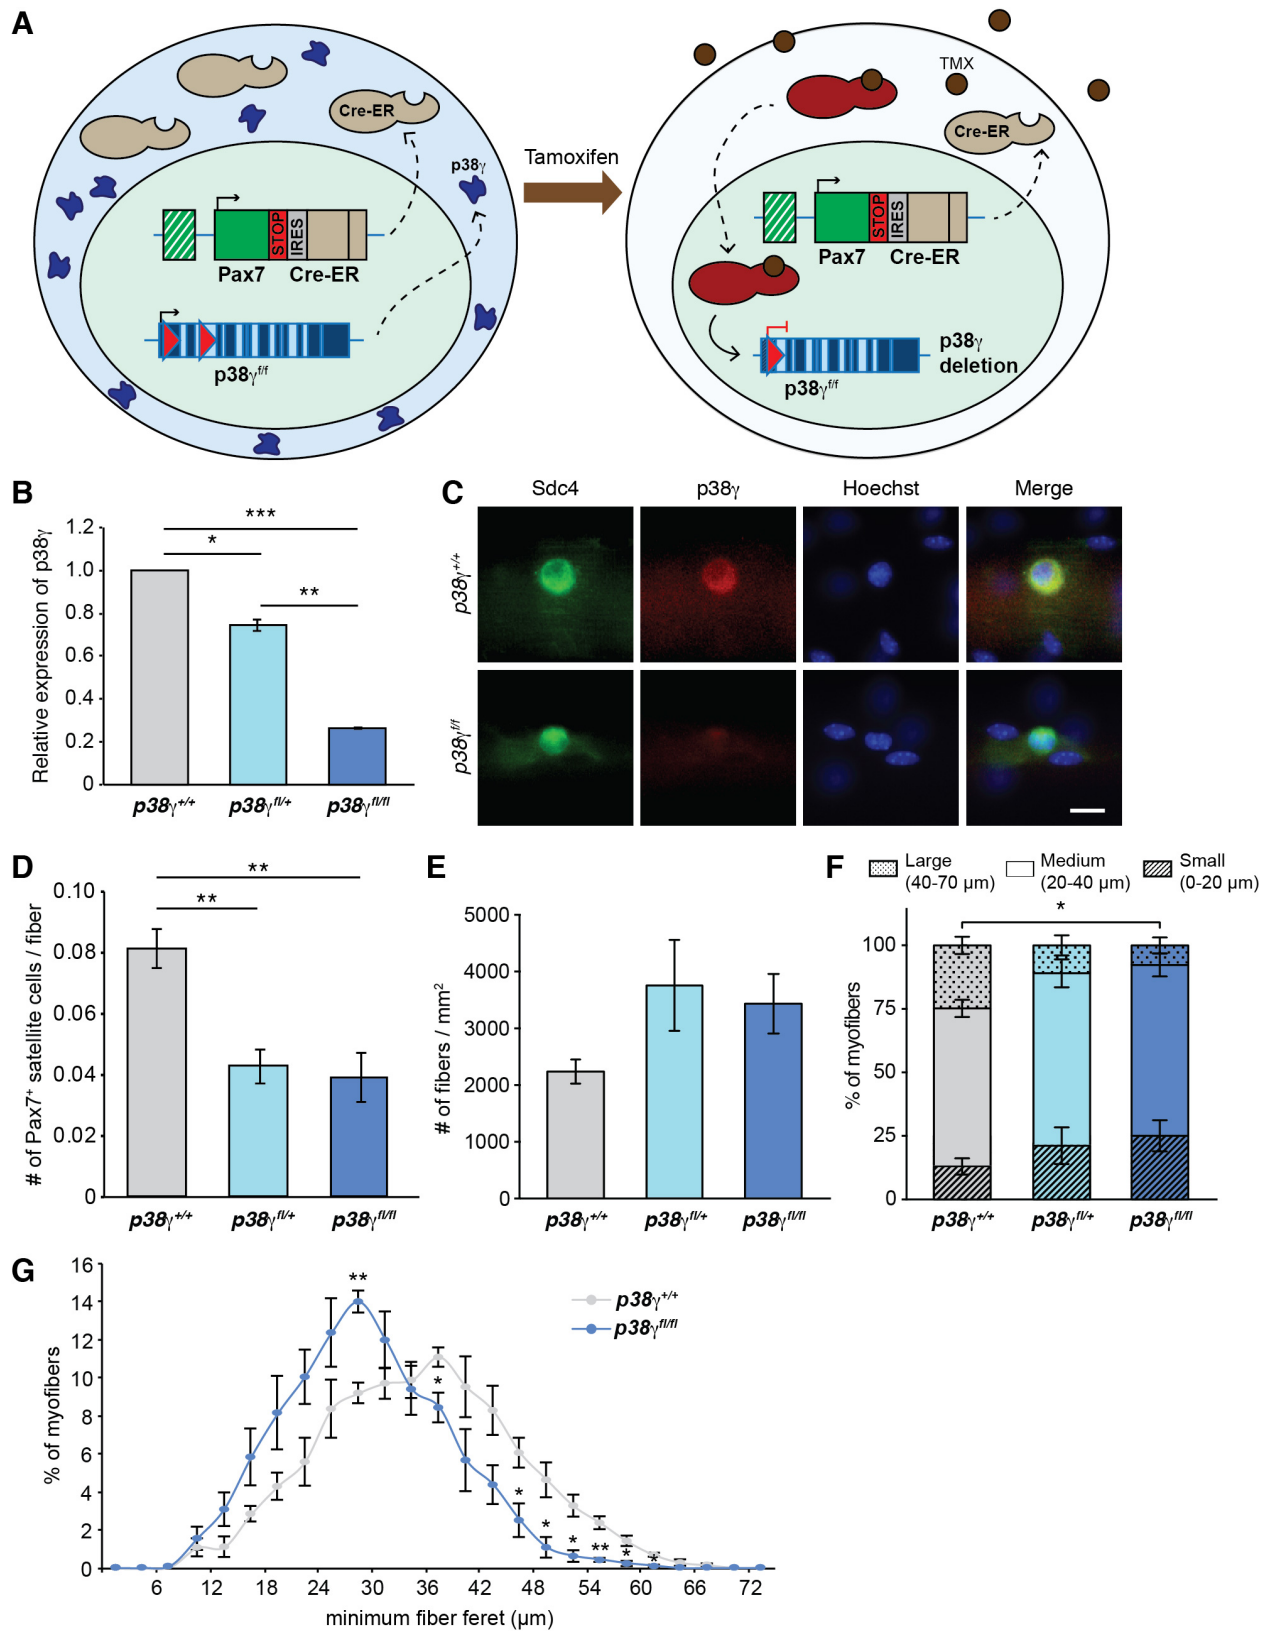 A
Cre-ER
p38γ
STOP
IRES
Pax7 Cre-ER
p38γf/f
Tamoxifen
TMX
Cre-ER
STOP
IRES
Pax7 Cre-ER
p38γf/f
p38γ
deletion
B
Relative expression of p38γ
1.2
1.0
0.8
0.6
0.4
0.2
0
***
*
**
p38γ+/+ p38γfl/+ p38γfl/fl
C
Sdc4 p38γ Hoechst Merge
p38γ+/+
p38γf/f
D
# of Pax7+ satellite cells / fiber
0.10
0.08
0.06
0.04
0.02
0
**
**
p38γ+/+ p38γfl/+ p38γfl/fl
E
# of fibers / mm2
5000
4000
3000
2000
1000
0
p38γ+/+ p38γfl/+ p38γfl/fl
F
Large
(40-70 µm)
Medium
(20-40 µm)
Small
(0-20 µm)
*
% of myofibers
100
75
50
25
0
p38γ+/+ p38γfl/+ p38γfl/fl
G
% of myofibers
16
14
12
10
8
6
4
2
0
**
*
*
*
*
**
*
*
p38γ+/+
p38γfl/fl
6 12 18 24 30 36 42 48 54 60 66 72
minimum fiber feret (µm)